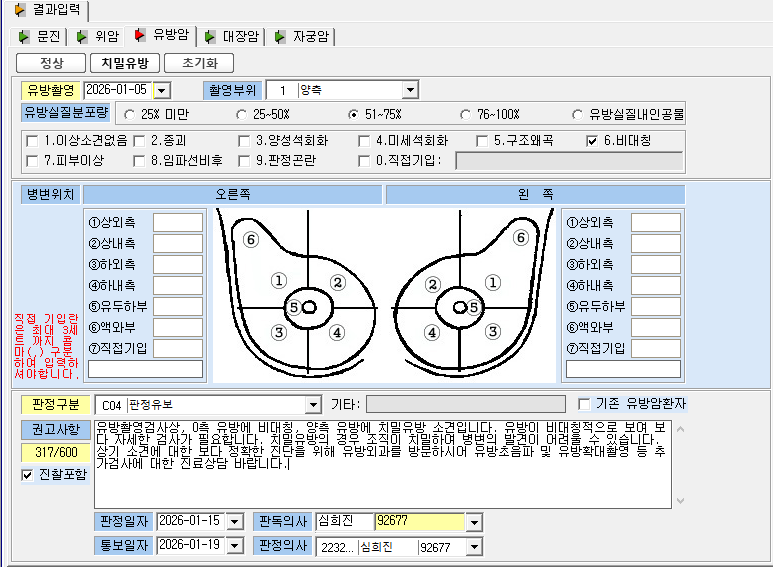 결과입력
문진 위암 유방암 대장암 자궁암
정상 치밀유방 초기화
유방촬영 2026-01-05 촬영부위 1 양측
유방실질분포량 25% 미만 25~50% 51~75% 76~100% 유방실질내인공물
1.이상소견없음 2.종괴 3.양성석회화 4.미세석회화 5.구조왜곡 6.비대칭
7.피부이상 8.임파선비후 9.판정곤란 0.직접기입:
병변위치 오른쪽 왼 쪽
①상외측 ⑥ ⑥ ①상외측
②상내측 ① ② ② ① ②상내측
③하외측 ③하외측
④하내측 ④하내측
⑤유두하부 ⑤ ⑤ ⑤유두하부
⑥액와부 ③ ④ ④ ③ ⑥액와부
⑦직접기입 ⑦직접기입
직접 기입란
은 최대 3세
트 까지 콤
마(,) 구분
하여 입력하
셔야합니다.
판정구분 C04 판정유보 기타: 기존 유방암환자
권고사항
317/600
진찰포함
유방촬영검사상, 0측 유방에 비대칭, 양측 유방에 치밀유방 소견입니다. 유방이 비대칭적으로 보여 보
다 자세한 검사가 필요합니다. 치밀유방의 경우 조직이 치밀하여 병변의 발견이 어려울 수 있습니다.
상기 소견에 대한 보다 정확한 진단을 위해 유방외과를 방문하시어 유방초음파 및 유방확대촬영 등 추
가검사에 대한 진료상담 바랍니다.
판정일자 2026-01-15 판독의사 심희진 92677
통보일자 2026-01-19 판정의사 2232... 심희진 92677